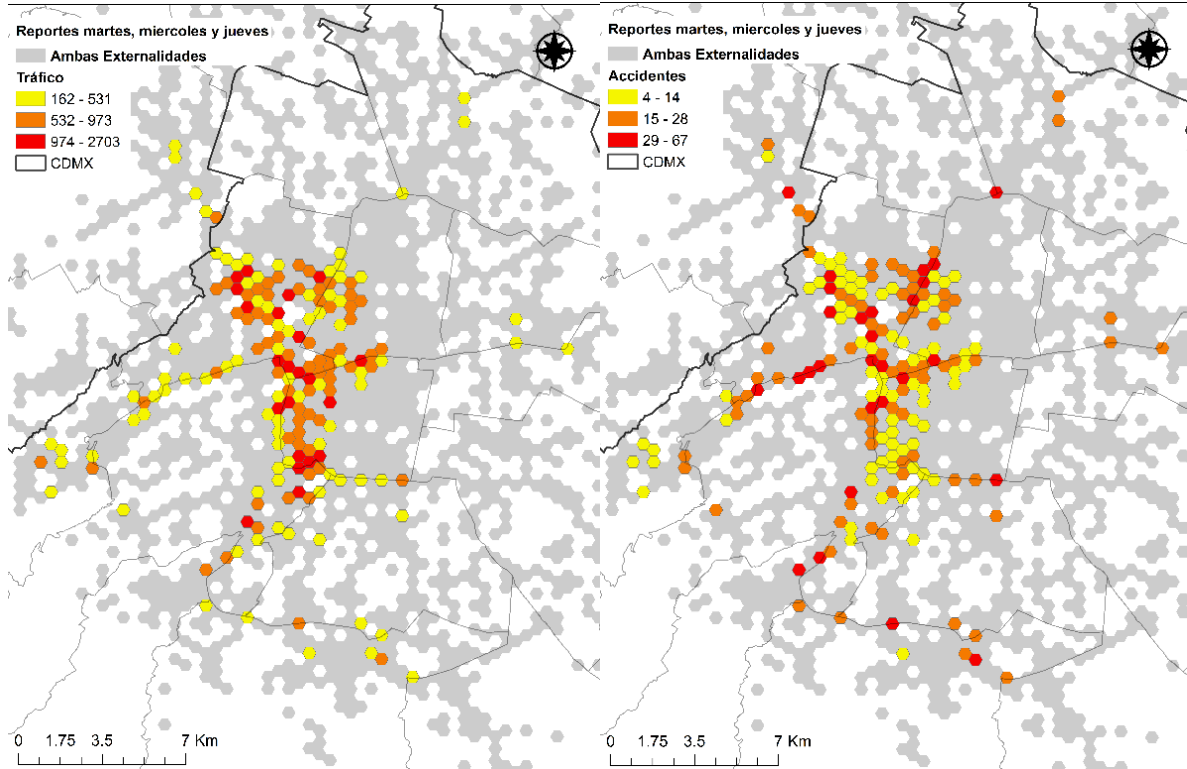 Reportes martes, miercoles y jueves
Ambas Externalidades
Tráfico
162 - 531
532 - 973
974 - 2703
CDMX
0 1.75 3.5 7 Km
Reportes martes, miercoles y jueves
Ambas Externalidades
Accidentes
4 - 14
15 - 28
29 - 67
CDMX
0 1.75 3.5 7 Km